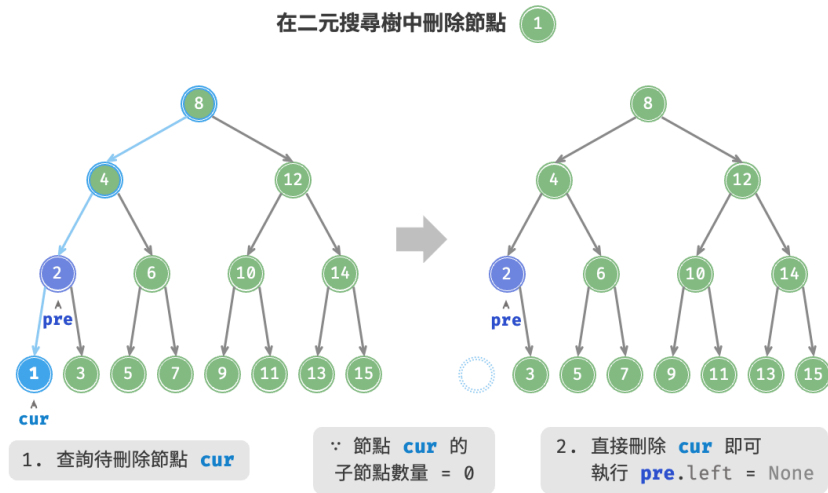 在二元搜尋樹中刪除節點 1
8 8
4 12 4 12
2 6 10 14 2 6 10 14
pre pre
1 3 5 7 9 11 13 15 3 5 7 9 11 13 15
cur
1. 查詢待刪除節點 cur
∵ 節點 cur 的
子節點數量 = 0
2. 直接刪除 cur 即可
執行 pre.left = None